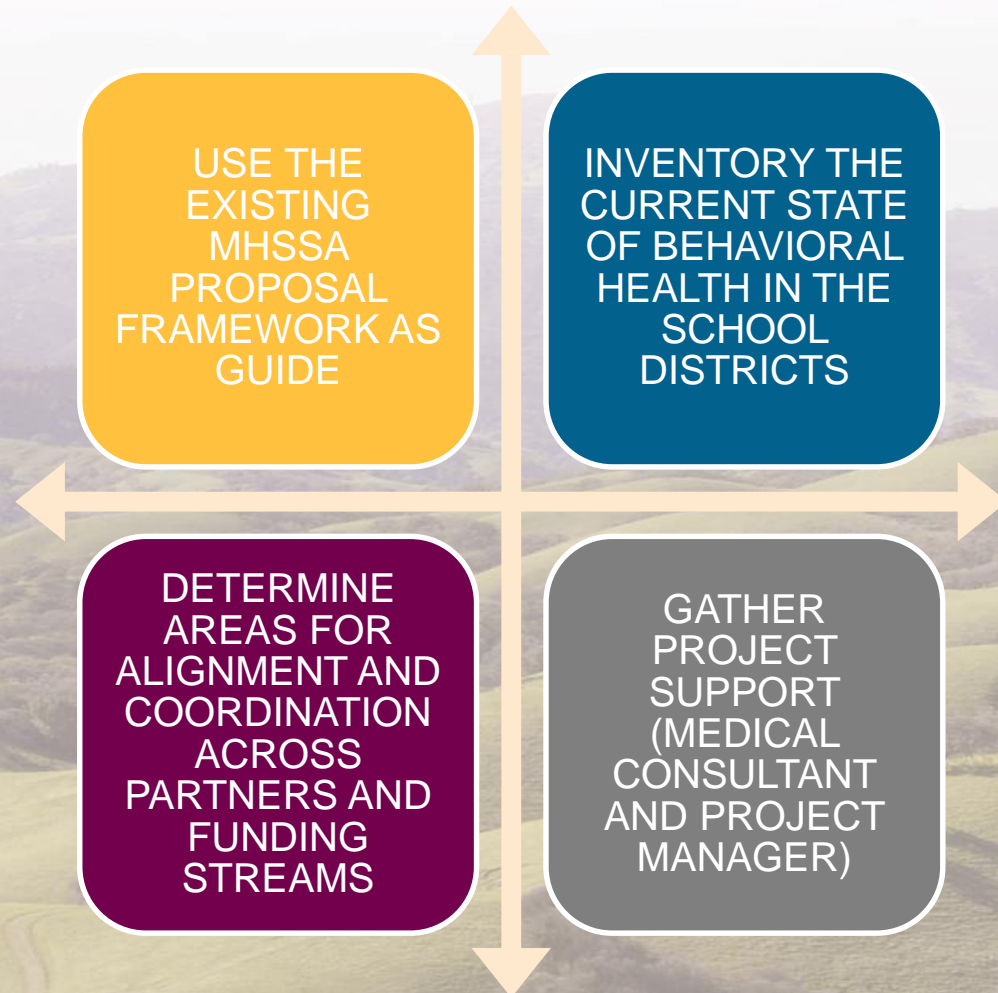 USE THE
EXISTING
MHSSA
PROPOSAL
FRAMEWORK AS
GUIDE
INVENTORY THE
CURRENT STATE
OF BEHAVIORAL
HEALTH IN THE
SCHOOL
DISTRICTS
DETERMINE
AREAS FOR
ALIGNMENT AND
COORDINATION
ACROSS
PARTNERS AND
FUNDING
STREAMS
GATHER
PROJECT
SUPPORT
(MEDICAL
CONSULTANT
AND PROJECT
MANAGER)